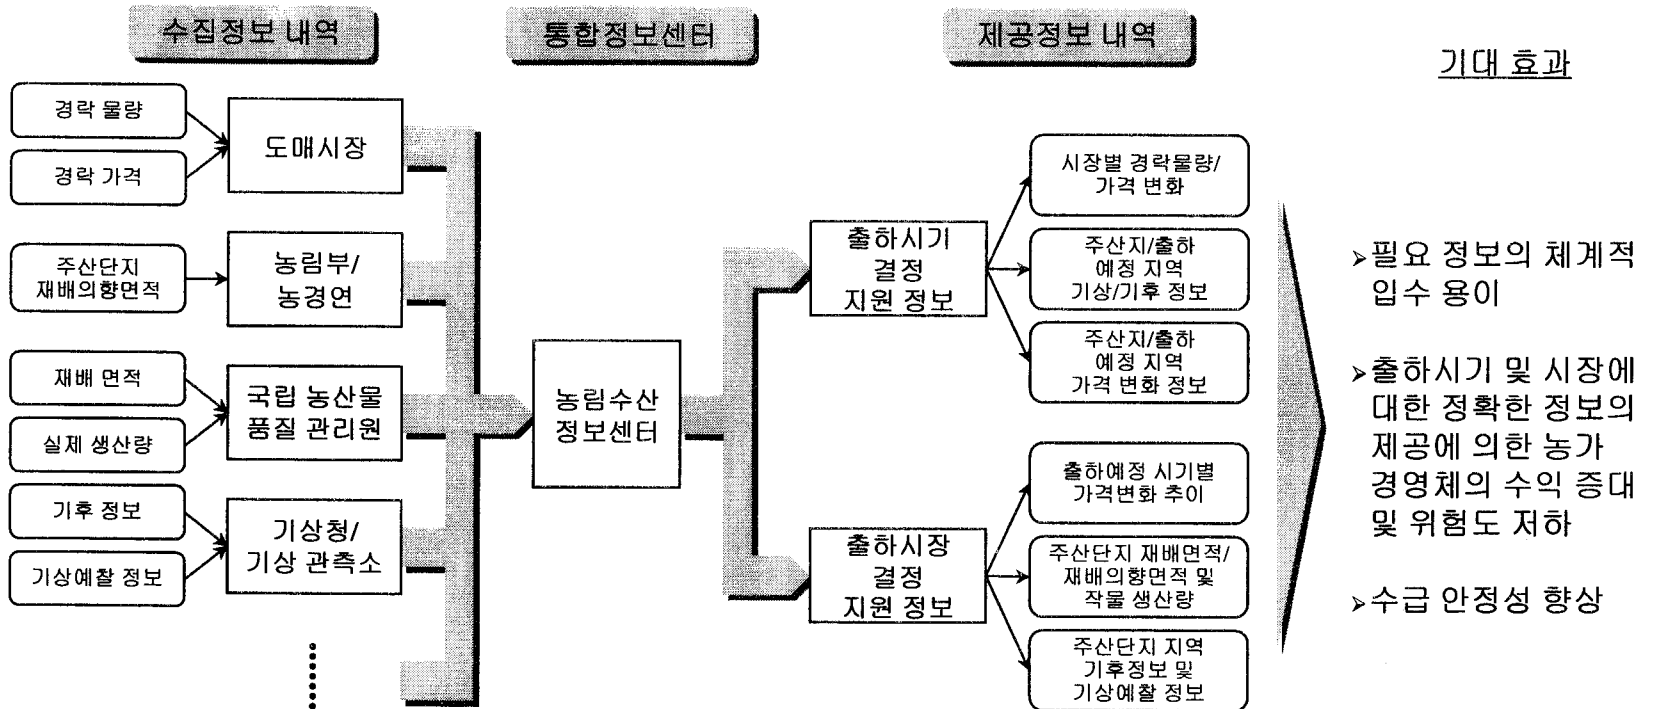 수집정보 내역
통합정보센터
제공정보 내역
기대 효과
경락 물량
경락 가격
도매시장
주산단지
재배의향면적
농림부/
농경연
재배 면적
실제 생산량
국립 농산물
품질 관리원
기후 정보
기상예찰 정보
기상청/
기상 관측소
농림수산
정보센터
출하시기
결정
지원 정보
시장별 경락물량/
가격 변화
주산지/출하
예정 지역
기상/기후 정보
주산지/출하
예정 지역
가격 변화 정보
출하시장
결정
지원 정보
출하예정 시기별
가격변화 추이
주산단지 재배면적/
재배의향면적 및
작물 생산량
주산단지 지역
기후정보 및
기상예찰 정보
➢필요 정보의 체계적
입수 용이
➢출하시기 및 시장에
대한 정확한 정보의
제공에 의한 농가
경영체의 수익 증대
및 위험도 저하
➢수급 안정성 향상